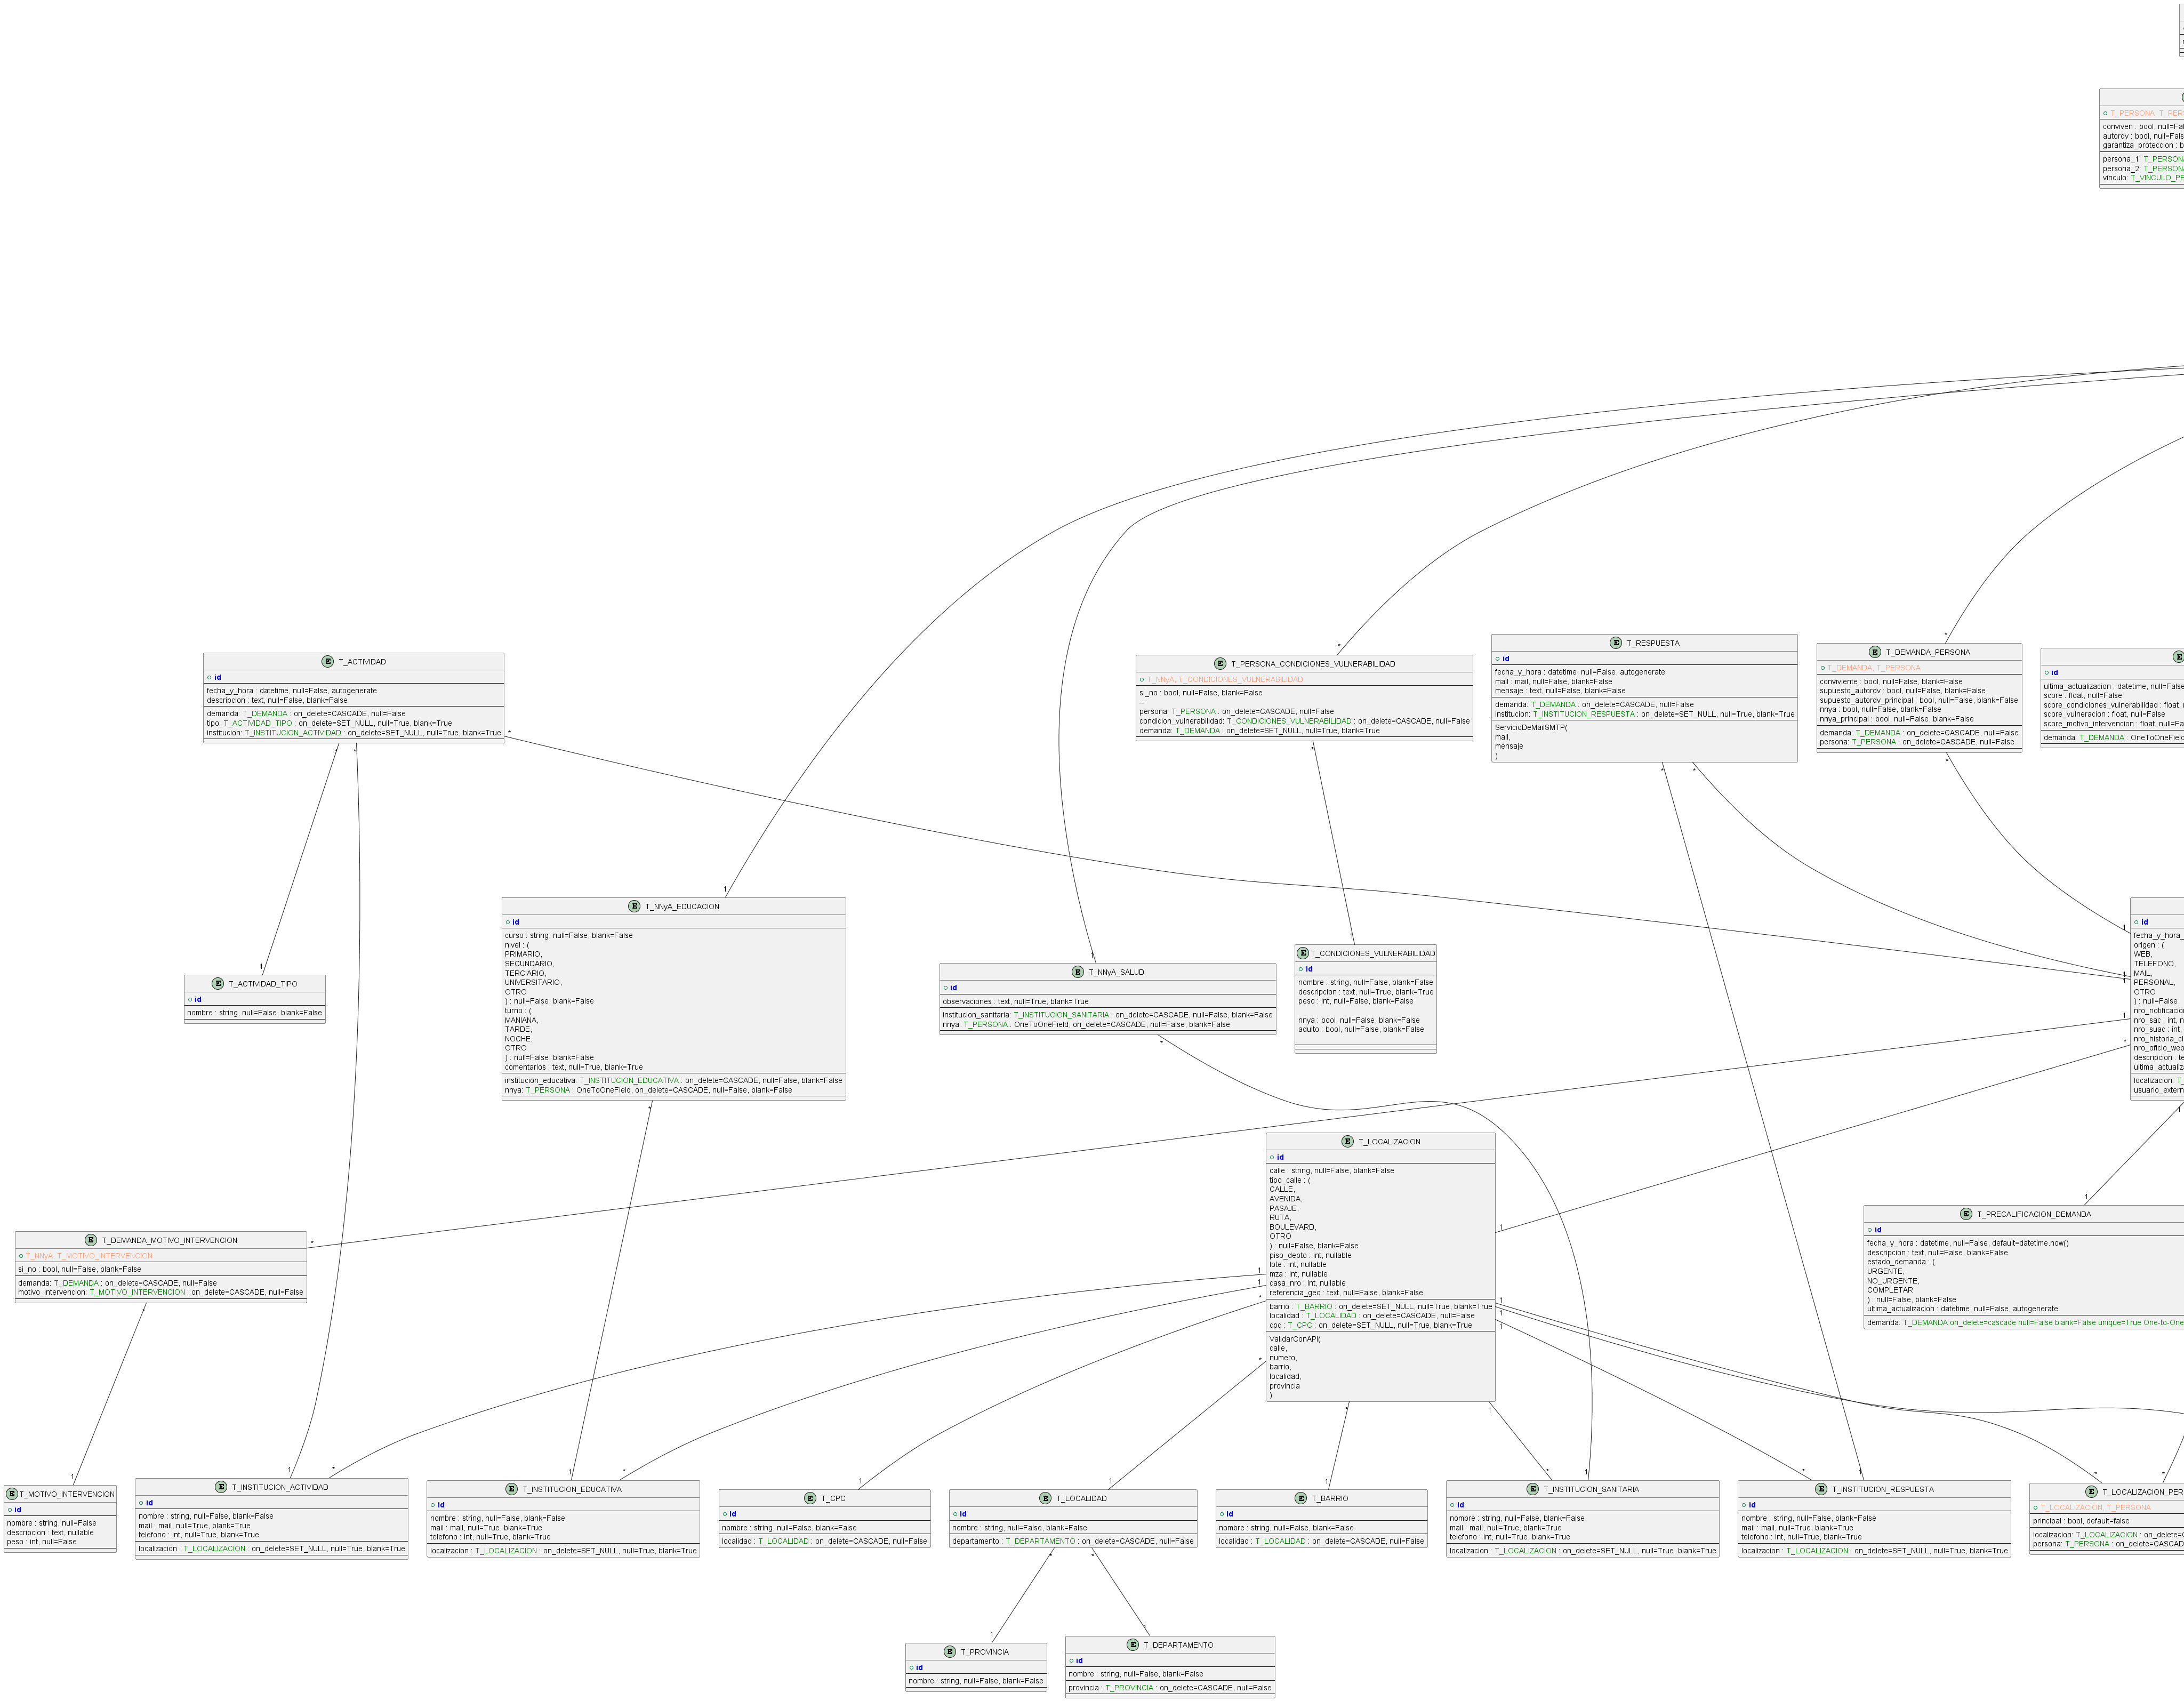 T_PERSONA, T_PERS
conviven : bool, null=Fal
autordv : bool, null=Fals
garantiza_proteccion : b
persona_1: T_PERSONA
persona_2: T_PERSONA
vinculo: T_VINCULO_PE
E T_ACTIVIDAD
id
fecha_y_hora : datetime, null=False, autogenerate
descripcion : text, null=False, blank=False
demanda: T_DEMANDA : on_delete=CASCADE, null=False
tipo: T_ACTIVIDAD_TIPO : on_delete=SET_NULL, null=True, blank=True
institucion: T_INSTITUCION_ACTIVIDAD : on_delete=SET_NULL, null=True, blank=True
E T_PERSONA_CONDICIONES_VULNERABILIDAD
T_NNyA, T_CONDICIONES_VULNERABILIDAD
si_no : bool, null=False, blank=False
--
persona: T_PERSONA : on_delete=CASCADE, null=False
condicion_vulnerabilidad: T_CONDICIONES_VULNERABILIDAD : on_delete=CASCADE, null=False
demanda: T_DEMANDA : on_delete=SET_NULL, null=True, blank=True
E T_RESPUESTA
id
fecha_y_hora : datetime, null=False, autogenerate
mail : mail, null=False, blank=False
mensaje : text, null=False, blank=False
demanda: T_DEMANDA : on_delete=CASCADE, null=False
institucion: T_INSTITUCION_RESPUESTA : on_delete=SET_NULL, null=True, blank=True
ServicioDeMailSMTP(
mail,
mensaje
)
E T_DEMANDA_PERSONA
T_DEMANDA, T_PERSONA
conviviente : bool, null=False, blank=False
supuesto_autordv : bool, null=False, blank=False
supuesto_autordv_principal : bool, null=False, blank=False
nnya : bool, null=False, blank=False
nnya_principal : bool, null=False, blank=False
demanda: T_DEMANDA : on_delete=CASCADE, null=False
persona: T_PERSONA : on_delete=CASCADE, null=False
id
ultima_actualizacion : datetime, null=False
score : float, null=False
score_condiciones_vulnerabilidad : float,
score_vulneracion : float, null=False
score_motivo_intervencion : float, null=Fa
demanda: T_DEMANDA : OneToOneField
E T_ACTIVIDAD_TIPO
id
nombre : string, null=False, blank=False
E T_NNyA_EDUCACION
id
curso : string, null=False, blank=False
nivel : (
PRIMARIO,
SECUNDARIO,
TERCIARIO,
UNIVERSITARIO,
OTRO
) : null=False, blank=False
turno : (
MANIANA,
TARDE,
NOCHE,
OTRO
) : null=False, blank=False
comentarios : text, null=True, blank=True
institucion_educativa: T_INSTITUCION_EDUCATIVA : on_delete=CASCADE, null=False, blank=False
nnya: T_PERSONA : OneToOneField, on_delete=CASCADE, null=False, blank=False
E T_NNyA_SALUD
id
observaciones : text, null=True, blank=True
institucion_sanitaria: T_INSTITUCION_SANITARIA : on_delete=CASCADE, null=False, blank=False
nnya: T_PERSONA : OneToOneField, on_delete=CASCADE, null=False, blank=False
E T_CONDICIONES_VULNERABILIDAD
id
nombre : string, null=False, blank=False
descripcion : text, null=True, blank=True
peso : int, null=False, blank=False
nnya : bool, null=False, blank=False
adulto : bool, null=False, blank=False
id
fecha_y_hora_
origen : (
WEB,
TELEFONO,
MAIL,
PERSONAL,
OTRO
) : null=False
nro_notificacion
nro_sac : int, n
nro_suac : int,
nro_historia_cl
nro_oficio_web
descripcion : te
ultima_actualiza
localizacion: T_
usuario_extern
E T_LOCALIZACION
id
calle : string, null=False, blank=False
tipo_calle : (
CALLE,
AVENIDA,
PASAJE,
RUTA,
BOULEVARD,
OTRO
) : null=False, blank=False
piso_depto : int, nullable
lote : int, nullable
mza : int, nullable
casa_nro : int, nullable
referencia_geo : text, null=False, blank=False
barrio : T_BARRIO : on_delete=SET_NULL, null=True, blank=True
localidad : T_LOCALIDAD : on_delete=CASCADE, null=False
cpc : T_CPC : on_delete=SET_NULL, null=True, blank=True
ValidarConAPI(
calle,
numero,
barrio,
localidad,
provincia
)
E T_PRECALIFICACION_DEMANDA
id
fecha_y_hora : datetime, null=False, default=datetime.now()
descripcion : text, null=False, blank=False
estado_demanda : (
URGENTE,
NO_URGENTE,
COMPLETAR
) : null=False, blank=False
ultima_actualizacion : datetime, null=False, autogenerate
demanda: T_DEMANDA on_delete=cascade null=False blank=False unique=True One-to-One
E T_DEMANDA_MOTIVO_INTERVENCION
T_NNyA, T_MOTIVO_INTERVENCION
si_no : bool, null=False, blank=False
demanda: T_DEMANDA : on_delete=CASCADE, null=False
motivo_intervencion: T_MOTIVO_INTERVENCION : on_delete=CASCADE, null=False
E T_MOTIVO_INTERVENCION
id
nombre : string, null=False
descripcion : text, nullable
peso : int, null=False
E T_INSTITUCION_ACTIVIDAD
id
nombre : string, null=False, blank=False
mail : mail, null=True, blank=True
telefono : int, null=True, blank=True
localizacion : T_LOCALIZACION : on_delete=SET_NULL, null=True, blank=True
E T_INSTITUCION_EDUCATIVA
id
nombre : string, null=False, blank=False
mail : mail, null=True, blank=True
telefono : int, null=True, blank=True
localizacion : T_LOCALIZACION : on_delete=SET_NULL, null=True, blank=True
E T_CPC
id
nombre : string, null=False, blank=False
localidad : T_LOCALIDAD : on_delete=CASCADE, null=False
E T_LOCALIDAD
id
nombre : string, null=False, blank=False
departamento : T_DEPARTAMENTO : on_delete=CASCADE, null=False
E T_BARRIO
id
nombre : string, null=False, blank=False
localidad : T_LOCALIDAD : on_delete=CASCADE, null=False
E T_INSTITUCION_SANITARIA
id
nombre : string, null=False, blank=False
mail : mail, null=True, blank=True
telefono : int, null=True, blank=True
localizacion : T_LOCALIZACION : on_delete=SET_NULL, null=True, blank=True
E T_INSTITUCION_RESPUESTA
id
nombre : string, null=False, blank=False
mail : mail, null=True, blank=True
telefono : int, null=True, blank=True
localizacion : T_LOCALIZACION : on_delete=SET_NULL, null=True, blank=True
E T_LOCALIZACION_PER
T_LOCALIZACION, T_PERSONA
principal : bool, default=false
localizacion: T_LOCALIZACION : on_delete=C
persona: T_PERSONA : on_delete=CASCAD
E T_PROVINCIA
id
nombre : string, null=False, blank=False
E T_DEPARTAMENTO
id
nombre : string, null=False, blank=False
provincia : T_PROVINCIA : on_delete=CASCADE, null=False